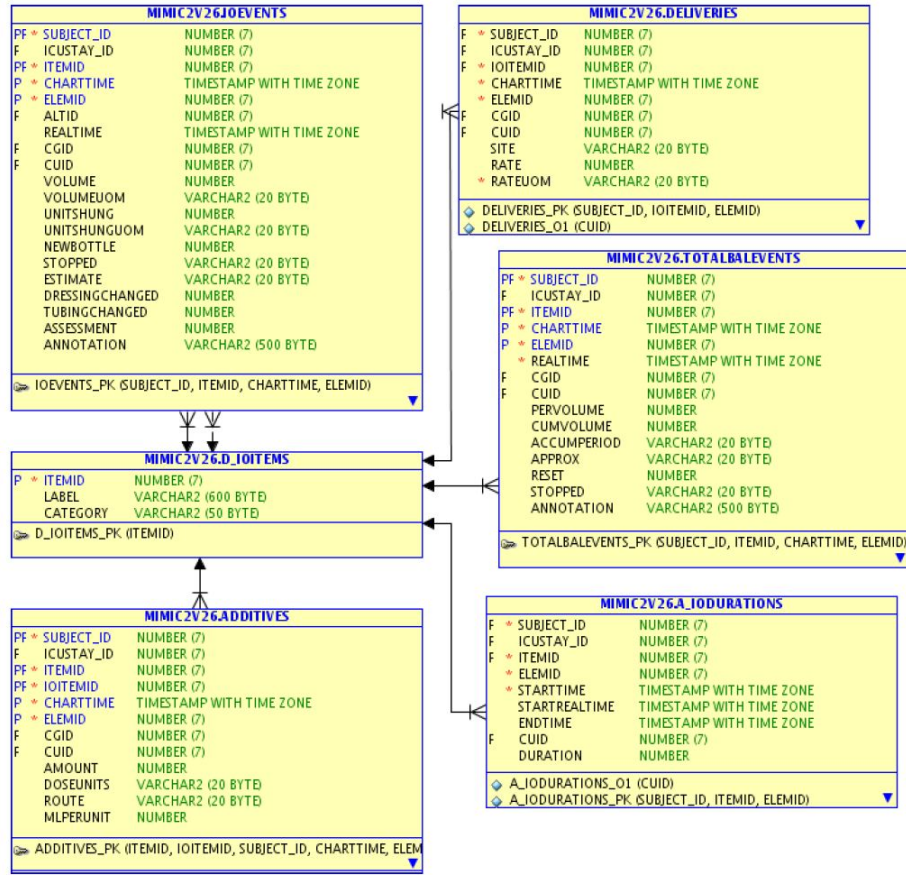 MIMIC2V26.IOEVENTS
PF * SUBJECT_ID NUMBER (7)
F ICUSTAY_ID NUMBER (7)
PF * ITEMID NUMBER (7)
P * CHARTTIME TIMESTAMP WITH TIME ZONE
P * ELEMID NUMBER (7)
F ALTID NUMBER (7)
REALTIME TIMESTAMP WITH TIME ZONE
F CGID NUMBER (7)
F CUID NUMBER (7)
VOLUME NUMBER
VOLUMEUOM VARCHAR2 (20 BYTE)
UNITSHUNG NUMBER
UNITSHUNGUOM VARCHAR2 (20 BYTE)
NEWBOTTLE NUMBER
STOPPED VARCHAR2 (20 BYTE)
ESTIMATE VARCHAR2 (20 BYTE)
DRESSINGCHANGED NUMBER
TUBINGCHANGED NUMBER
ASSESSMENT NUMBER
ANNOTATION VARCHAR2 (500 BYTE)
IOEVENTS_PK (SUBJECT_ID, ITEMID, CHARTTIME, ELEMID)
MIMIC2V26.D_IOITEMS
P * ITEMID NUMBER (7)
LABEL VARCHAR2 (600 BYTE)
CATEGORY VARCHAR2 (50 BYTE)
D_IOITEMS_PK (ITEMID)
MIMIC2V26.ADDITIVES
PF * SUBJECT_ID NUMBER (7)
F ICUSTAY_ID NUMBER (7)
PF * ITEMID NUMBER (7)
PF * IOITEMID NUMBER (7)
P * CHARTTIME TIMESTAMP WITH TIME ZONE
P * ELEMID NUMBER (7)
F CGID NUMBER (7)
F CUID NUMBER (7)
AMOUNT NUMBER
DOSEUNITS VARCHAR2 (20 BYTE)
ROUTE VARCHAR2 (20 BYTE)
MLPERUNIT NUMBER
ADDITIVES_PK (ITEMID, IOITEMID, SUBJECT_ID, CHARTTIME, ELEM
MIMIC2V26.DELIVERIES
F * SUBJECT_ID NUMBER (7)
F ICUSTAY_ID NUMBER (7)
F * IOITEMID NUMBER (7)
* CHARTTIME TIMESTAMP WITH TIME ZONE
* ELEMID NUMBER (7)
F CGID NUMBER (7)
F CUID NUMBER (7)
SITE VARCHAR2 (20 BYTE)
RATE NUMBER
* RATEUOM VARCHAR2 (20 BYTE)
DELIVERIES_PK (SUBJECT_ID, IOITEMID, ELEMID)
DELIVERIES_O1 (CUID)
MIMIC2V26.TOTALBALEVENTS
PF * SUBJECT_ID NUMBER (7)
F ICUSTAY_ID NUMBER (7)
PF * ITEMID NUMBER (7)
P * CHARTTIME TIMESTAMP WITH TIME ZONE
P * ELEMID NUMBER (7)
* REALTIME TIMESTAMP WITH TIME ZONE
F CGID NUMBER (7)
F CUID NUMBER (7)
PERVOLUME NUMBER
CUMVOLUME NUMBER
ACCUMPERIOD VARCHAR2 (20 BYTE)
APPROX VARCHAR2 (20 BYTE)
RESET NUMBER
STOPPED VARCHAR2 (20 BYTE)
ANNOTATION VARCHAR2 (500 BYTE)
TOTALBALEVENTS_PK (SUBJECT_ID, ITEMID, CHARTTIME, ELEMID)
MIMIC2V26.A_IODURATIONS
F * SUBJECT_ID NUMBER (7)
F ICUSTAY_ID NUMBER (7)
F * ITEMID NUMBER (7)
* ELEMID NUMBER (7)
* STARTTIME TIMESTAMP WITH TIME ZONE
STARTREALTIME TIMESTAMP WITH TIME ZONE
ENDTIME TIMESTAMP WITH TIME ZONE
F CUID NUMBER (7)
DURATION NUMBER
A_IODURATIONS_O1 (CUID)
A_IODURATIONS_PK (SUBJECT_ID, ITEMID, ELEMID)